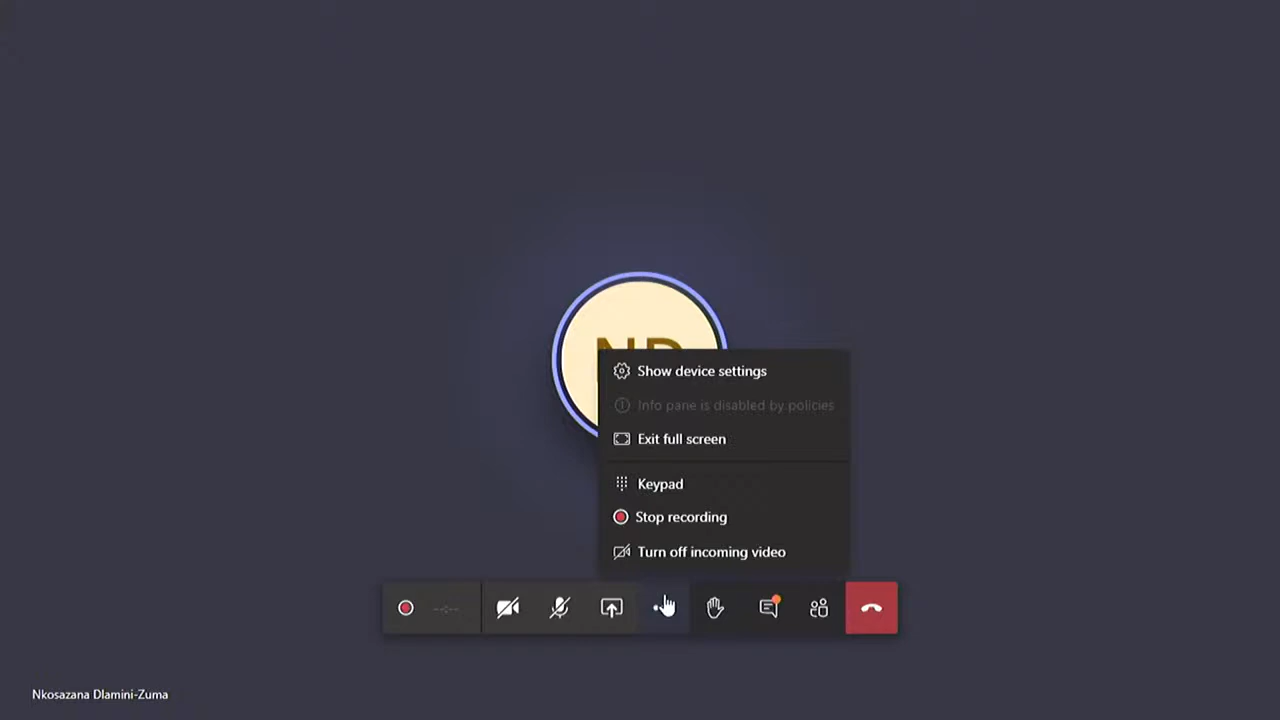 ND
Show device settings
Info pane is disabled by policies
Exit full screen
Keypad
Stop recording
Turn off incoming video
--:--
Nkosazana Dlamini-Zuma